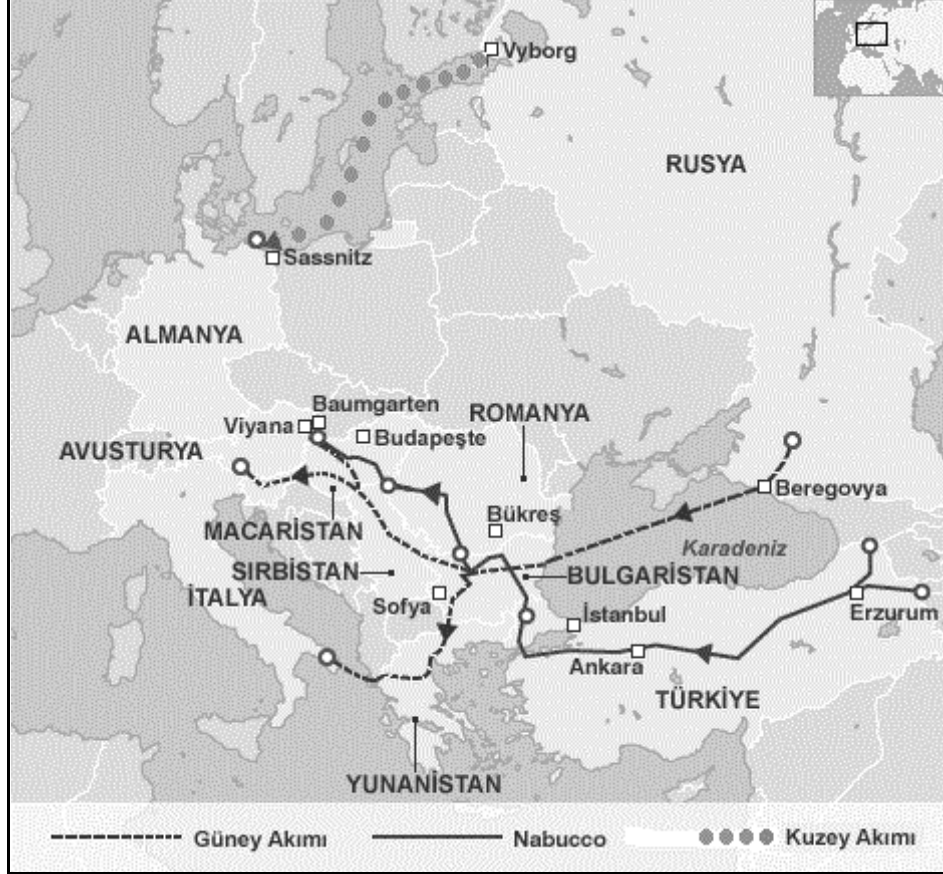 Vyborg
RUSYA
Sassnitz
ALMANYA
Baumgarten
ROMANYA
Viyana
Budapeşte
AVUSTURYA
Beregovya
MACARİSTAN
Bükreş
Karadeniz
SIRBİSTAN
BULGARİSTAN
İTALYA
Sofya
İstanbul
Erzurum
Ankara
TÜRKİYE
YUNANİSTAN
Güney Akımı
Nabucco
Kuzey Akımı